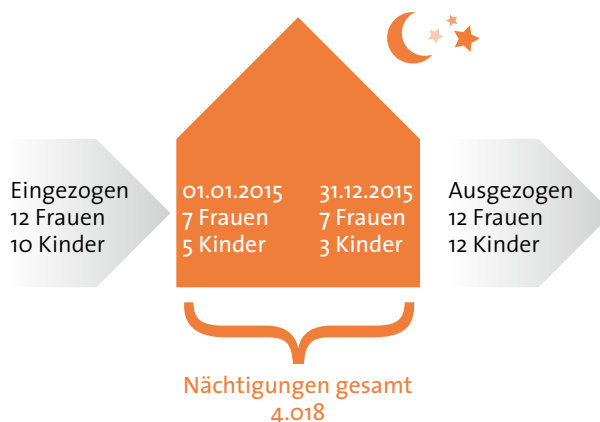 Eingezogen
12 Frauen
10 Kinder
01.01.2015
7 Frauen
5 Kinder
31.12.2015
7 Frauen
3 Kinder
Ausgezogen
12 Frauen
12 Kinder
Nächtigungen gesamt
4.018